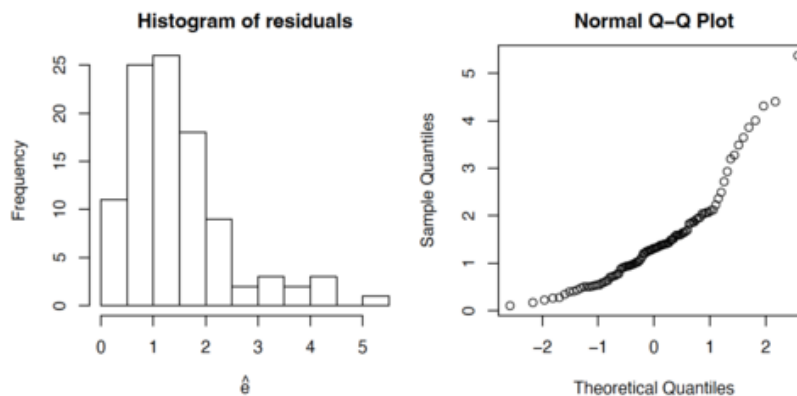 Histogram of residuals
Frequency
0 5 10 15 20 25
0 1 2 3 4 5
ê
Normal Q-Q Plot
Sample Quantiles
0 1 2 3 4 5
-2 -1 0 1 2
Theoretical Quantiles